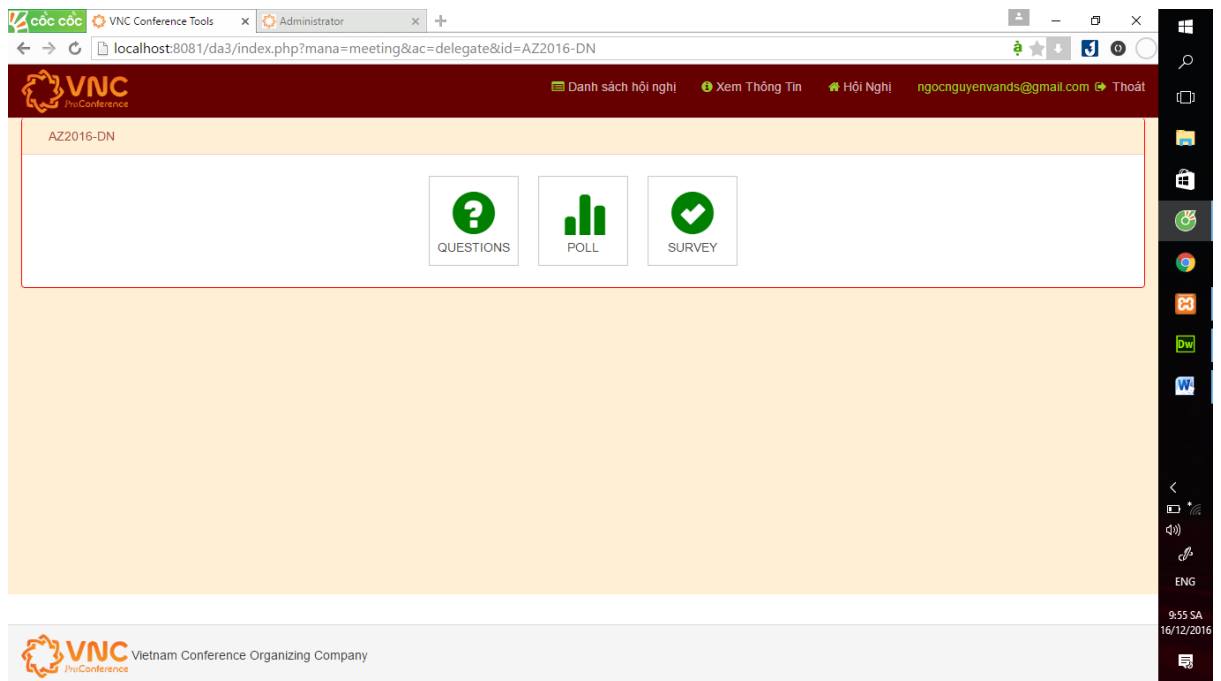 cốc cốc VNC Conference Tools Administrator
localhost:8081/da3/index.php?mana=meeting&ac=delegate&id=AZ2016-DN
VNC
ProConference
Danh sách hội nghị Xem Thông Tin Hội Nghị ngocnguyenvands@gmail.com Thoát
AZ2016-DN
QUESTIONS POLL SURVEY
VNC
ProConference
Vietnam Conference Organizing Company
Dw
W
ENG
9:55 SA
16/12/2016